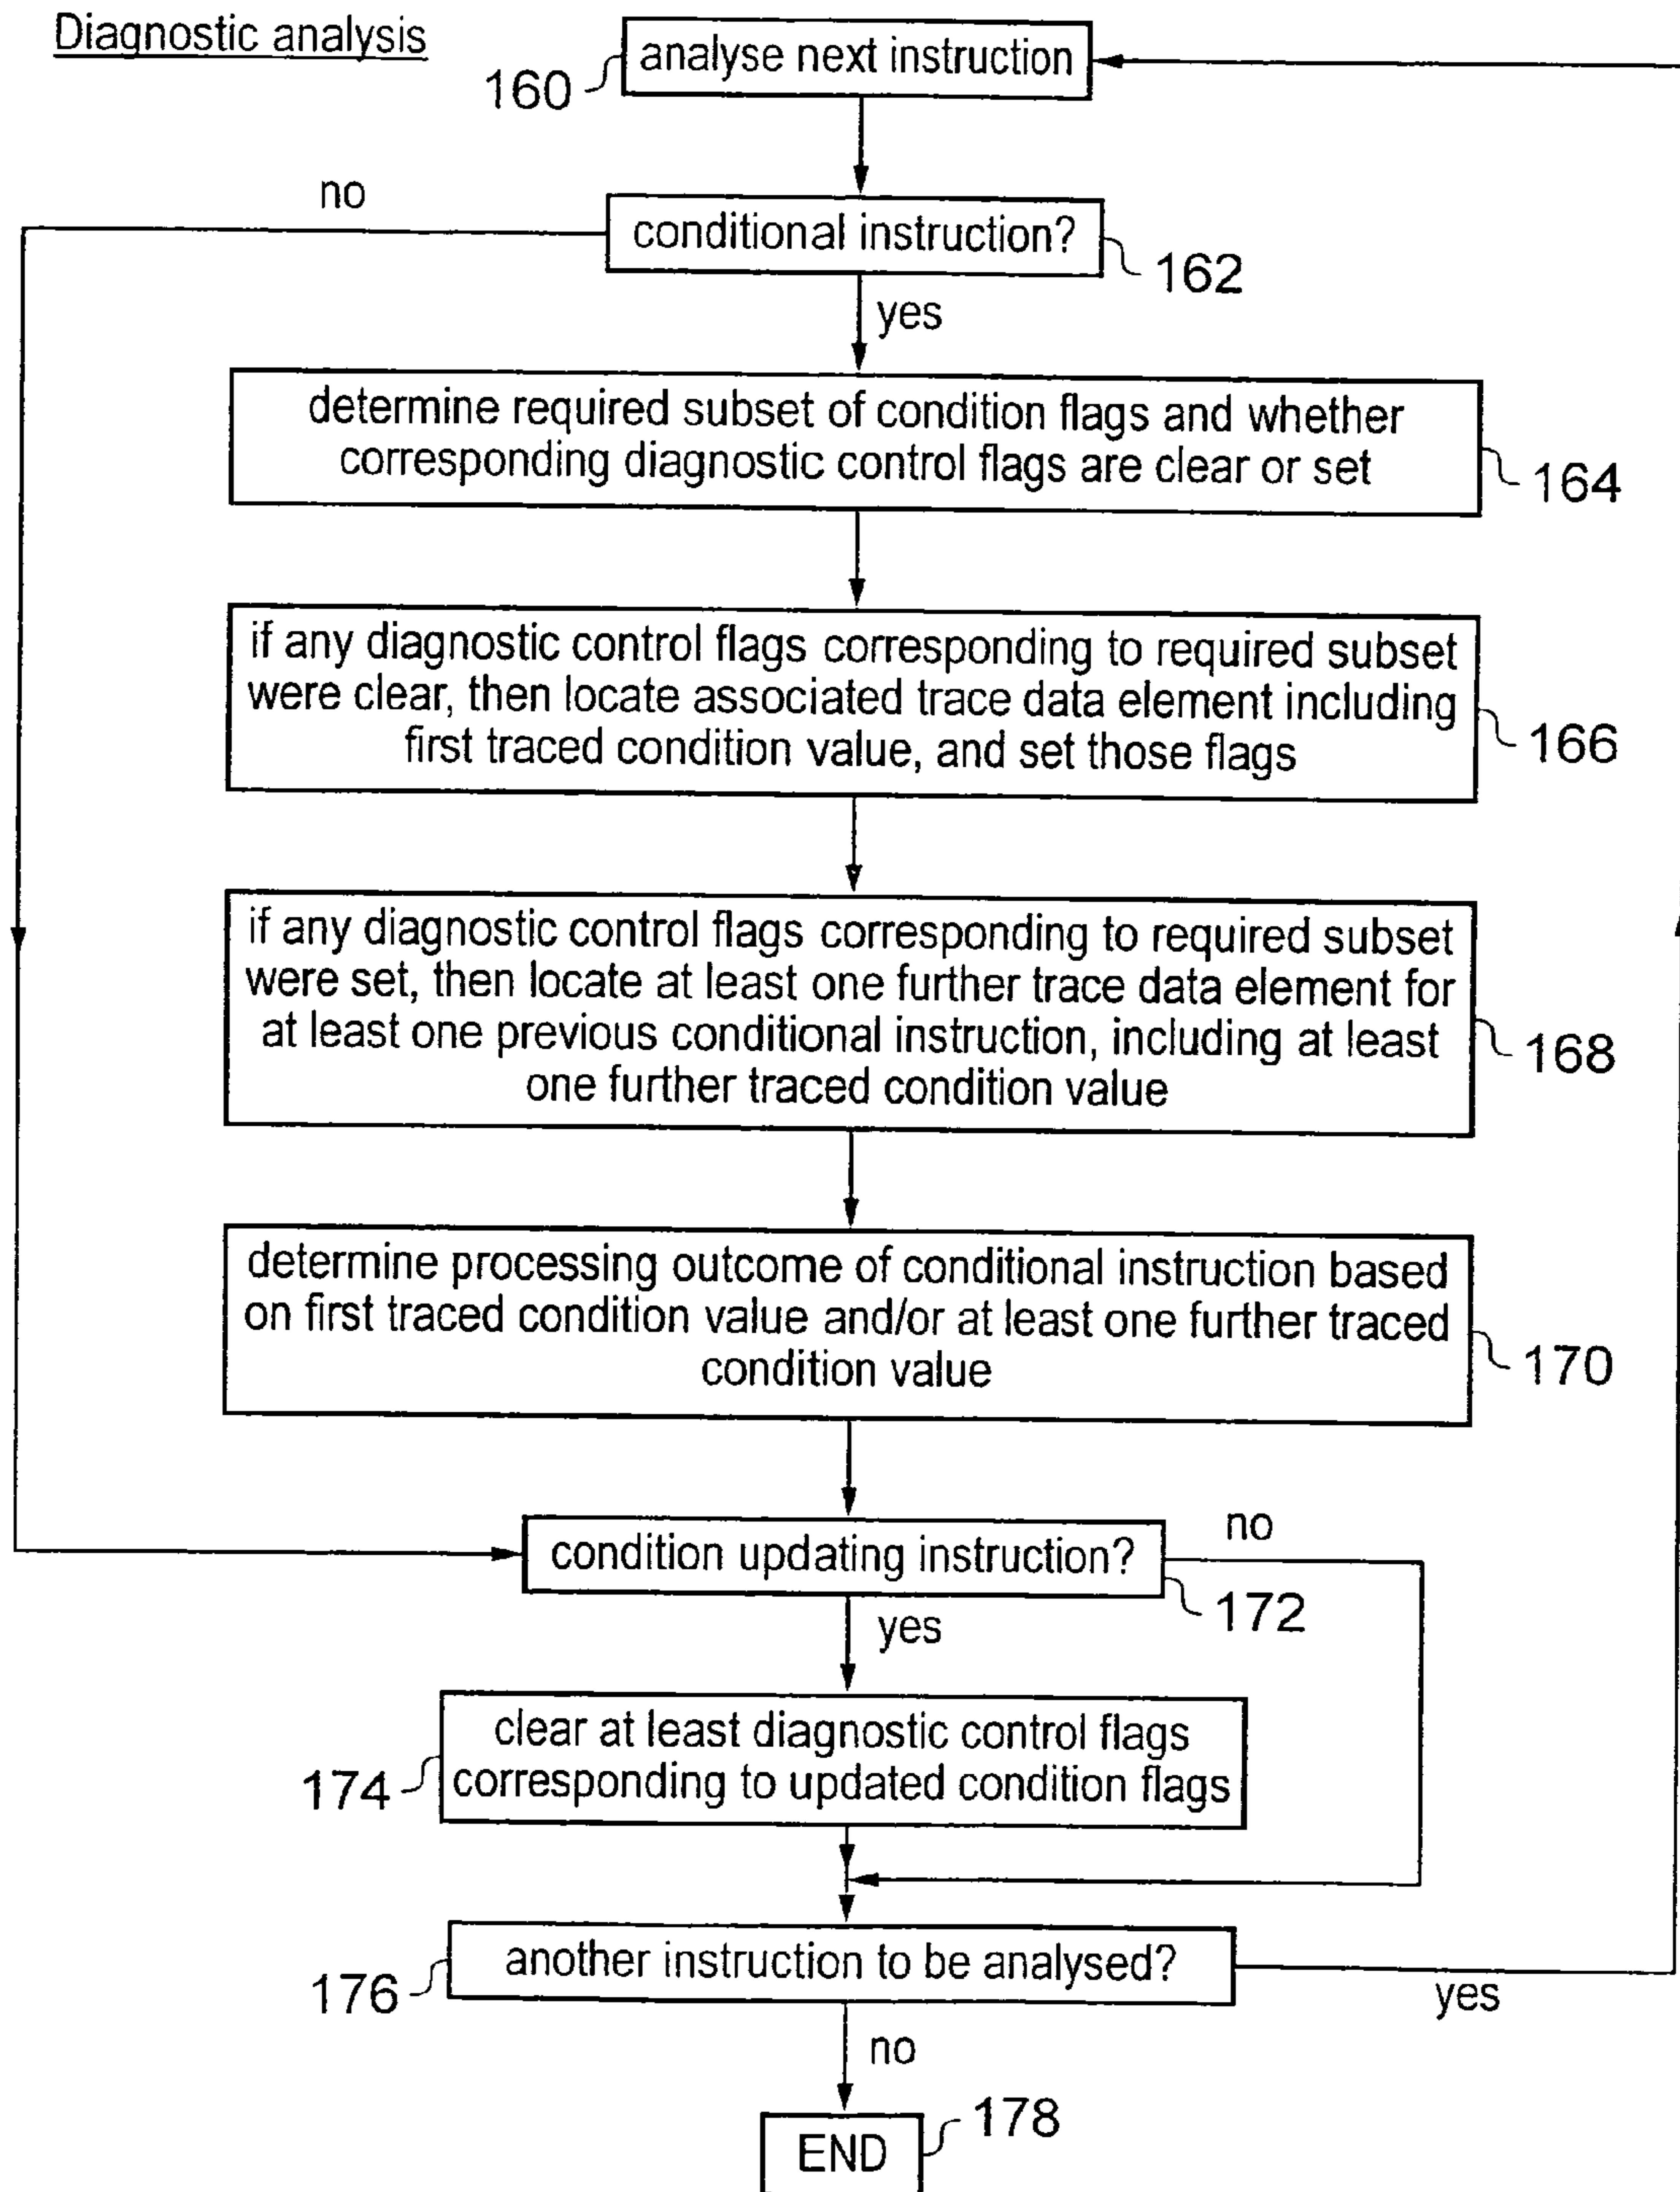 Diagnostic analysis
analyse next instruction
160
no
conditional instruction?
162
yes
determine required subset of condition flags and whether
corresponding diagnostic control flags are clear or set
164
if any diagnostic control flags corresponding to required subset
were clear, then locate associated trace data element including
first traced condition value, and set those flags
166
if any diagnostic control flags corresponding to required subset
were set, then locate at least one further trace data element for
at least one previous conditional instruction, including at least
one further traced condition value
168
determine processing outcome of conditional instruction based
on first traced condition value and/or at least one further traced
condition value
170
condition updating instruction?
no
172
yes
clear at least diagnostic control flags
corresponding to updated condition flags
174
another instruction to be analysed?
176
yes
no
178
END